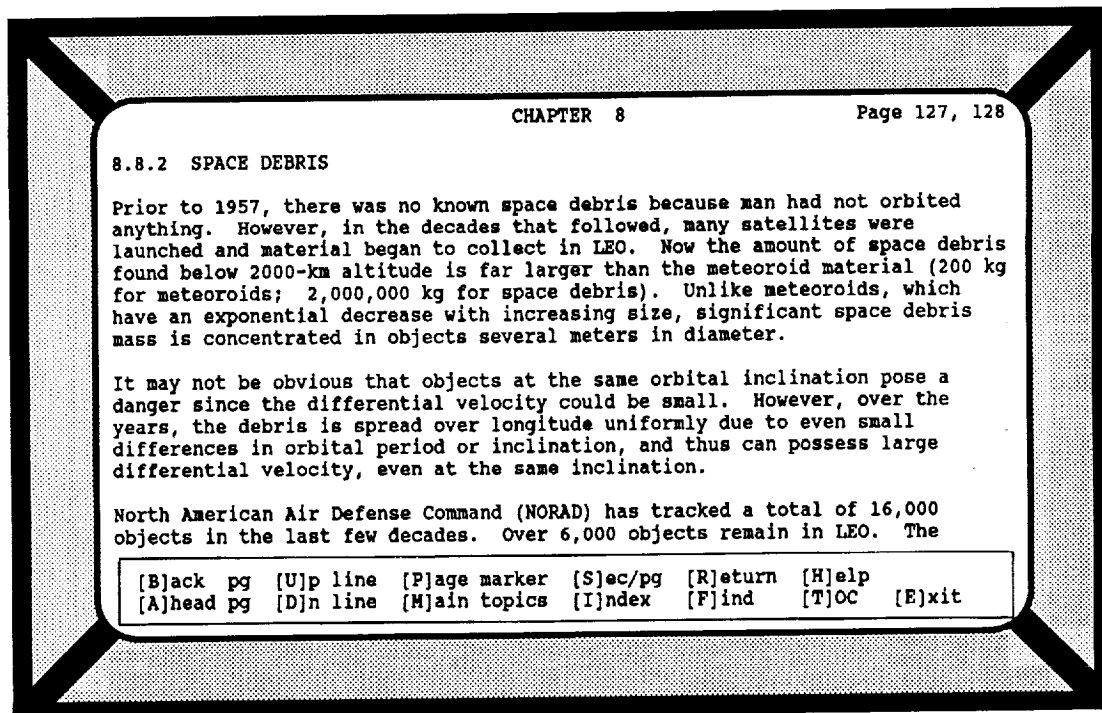 CHAPTER 8 Page 127, 128
8.8.2 SPACE DEBRIS
Prior to 1957, there was no known space debris because man had not orbited
anything. However, in the decades that followed, many satellites were
launched and material began to collect in LEO. Now the amount of space debris
found below 2000-km altitude is far larger than the meteoroid material (200 kg
for meteoroids; 2,000,000 kg for space debris). Unlike meteoroids, which
have an exponential decrease with increasing size, significant space debris
mass is concentrated in objects several meters in diameter.
It may not be obvious that objects at the same orbital inclination pose a
danger since the differential velocity could be small. However, over the
years, the debris is spread over longitude uniformly due to even small
differences in orbital period or inclination, and thus can possess large
differential velocity, even at the same inclination.
North American Air Defense Command (NORAD) has tracked a total of 16,000
objects in the last few decades. Over 6,000 objects remain in LEO. The
[B]ack pg [U]p line [P]age marker [S]ec/pg [R]eturn [H]elp
[A]head pg [D]n line [M]ain topics [I]ndex [F]ind [T]OC [E]xit